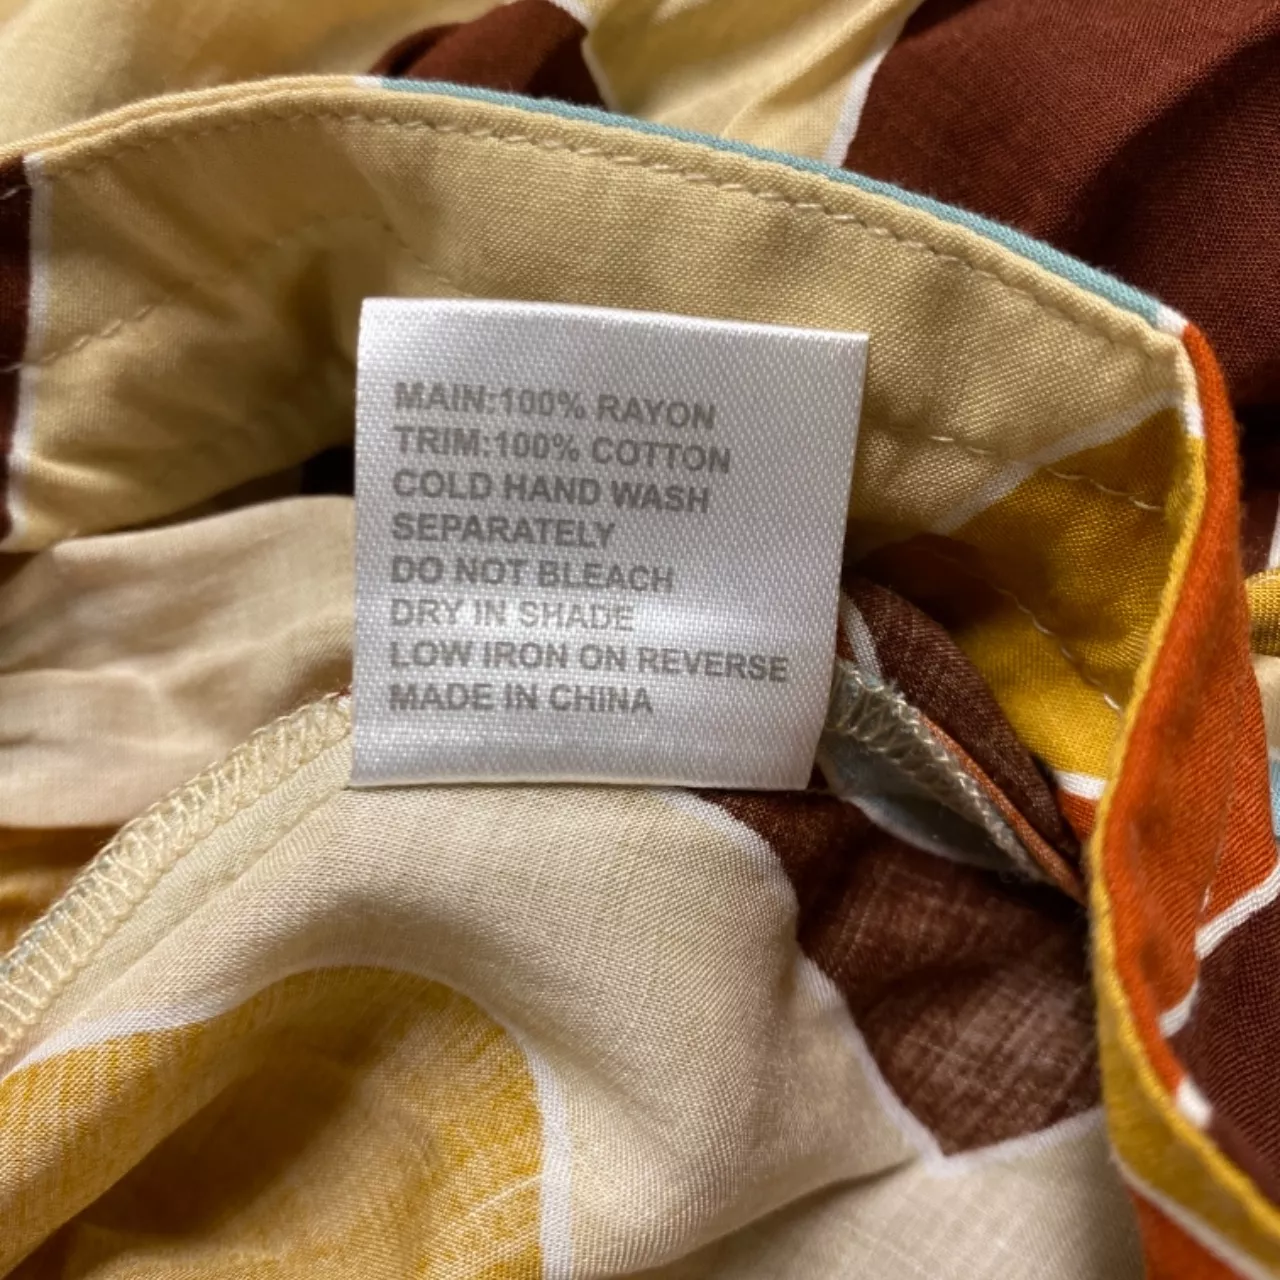 MAIN:100% RAYON
TRIM:100% COTTON
COLD HAND WASH
SEPARATELY
DO NOT BLEACH
DRY IN SHADE
LOW IRON ON REVERSE
MADE IN CHINA